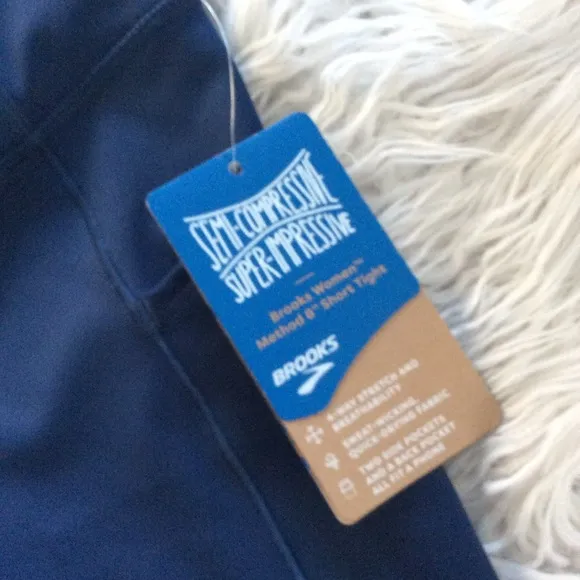 SEMI-COMPRESSIVE
SUPER-IMPRESSIVE
Brooks Women™
Method 8" Short Tight
BROOKS
4-WAY STRETCH AND
BREATHABILITY
SWEAT-WICKING,
QUICK-DRYING FABRIC
TWO SIDE POCKETS
AND A BACK POCKET
ALL FIT A PHONE